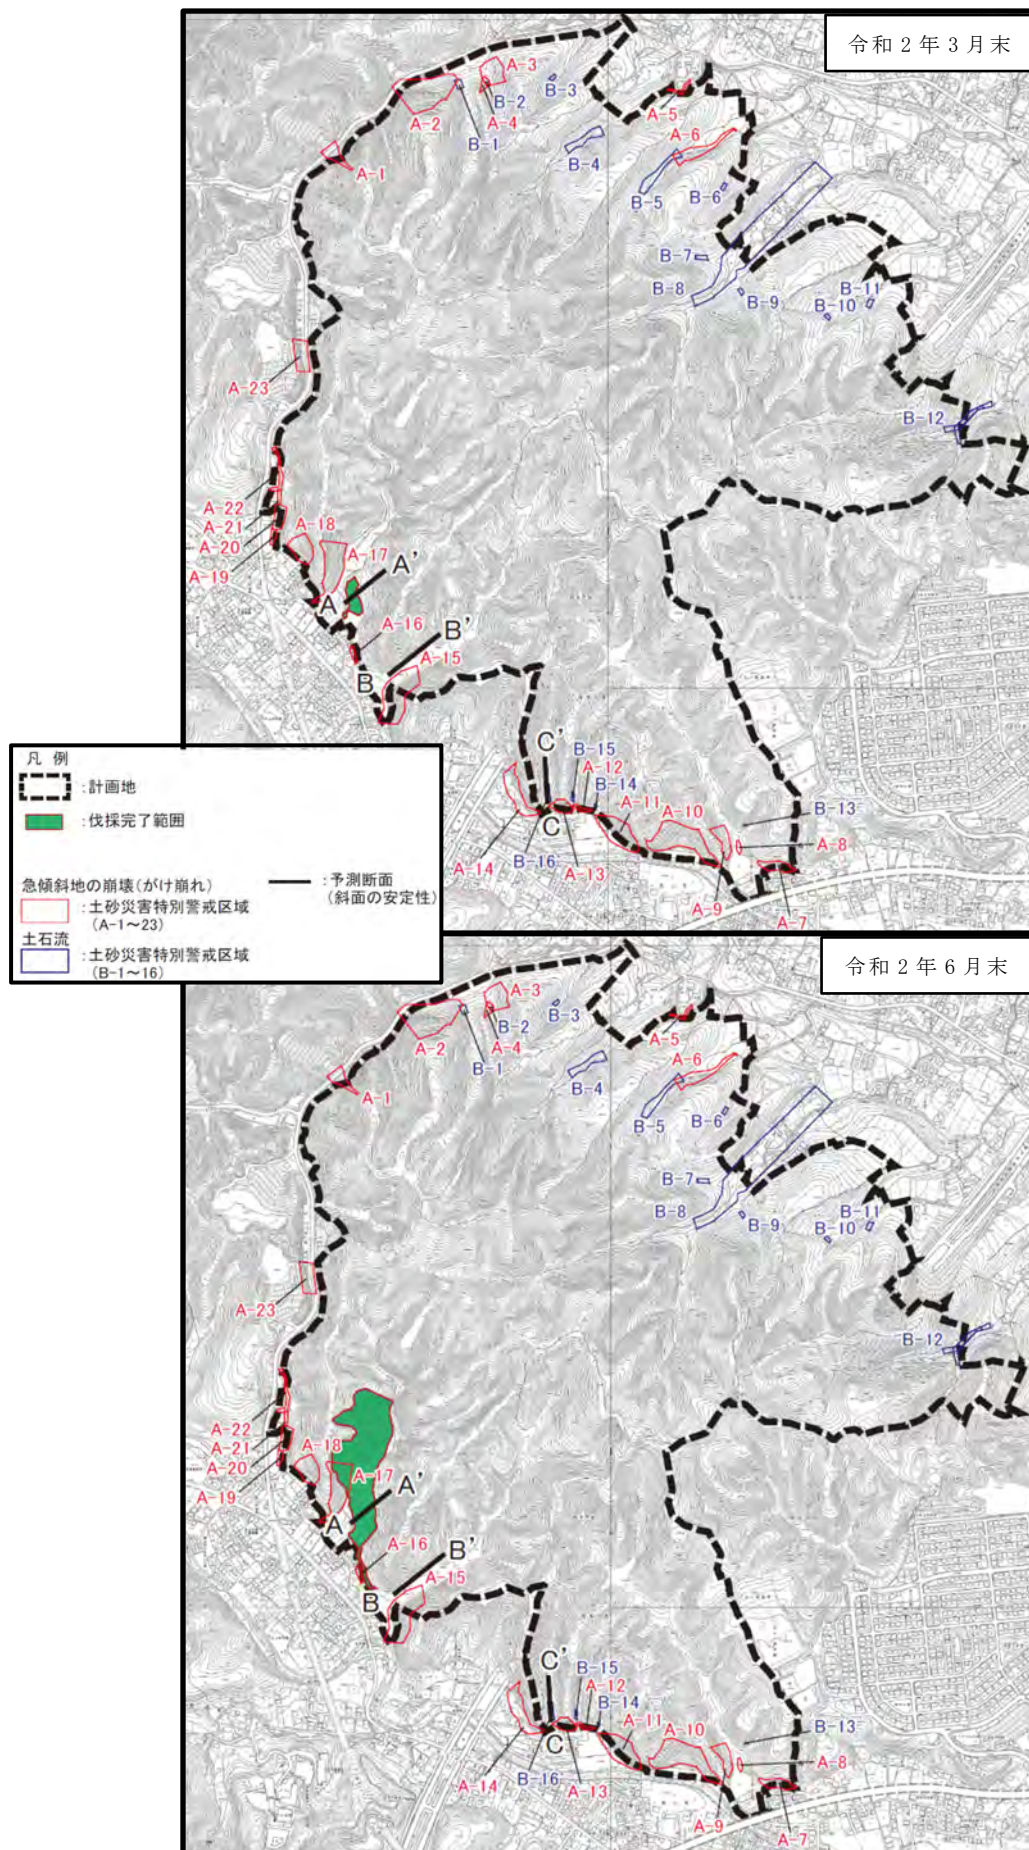 令和2年3月末
A-3
B-3
B-2
A-2
A-4
B-1
A-5
A-6
A-1
B-4
B-5
B-6
B-7
B-8
B-9
B-11
B-10
A-23
B-12
A-22
A-21
A-18
A-20
A-17
A'
A-19
A
A-16
B'
A-15
B
C'
B-15
A-12
B-14
A-11
A-10
B-13
C
A-8
A-14
B-16
A-13
A-9
A-7
凡 例
:計画地
:伐採完了範囲
急傾斜地の崩壊(がけ崩れ)
:土砂災害特別警戒区域
(A-1～23)
土石流
:土砂災害特別警戒区域
(B-1～16)
:予測断面
(斜面の安定性)
令和2年6月末
A-3
B-3
B-2
A-2
A-4
B-1
A-5
A-6
A-1
B-4
B-5
B-6
B-7
B-8
B-9
B-11
B-10
A-23
B-12
A-22
A-21
A-18
A-20
A-17
A'
A-19
A
A-16
B'
A-15
B
C'
B-15
A-12
B-14
A-11
A-10
B-13
C
A-8
A-14
B-16
A-13
A-9
A-7